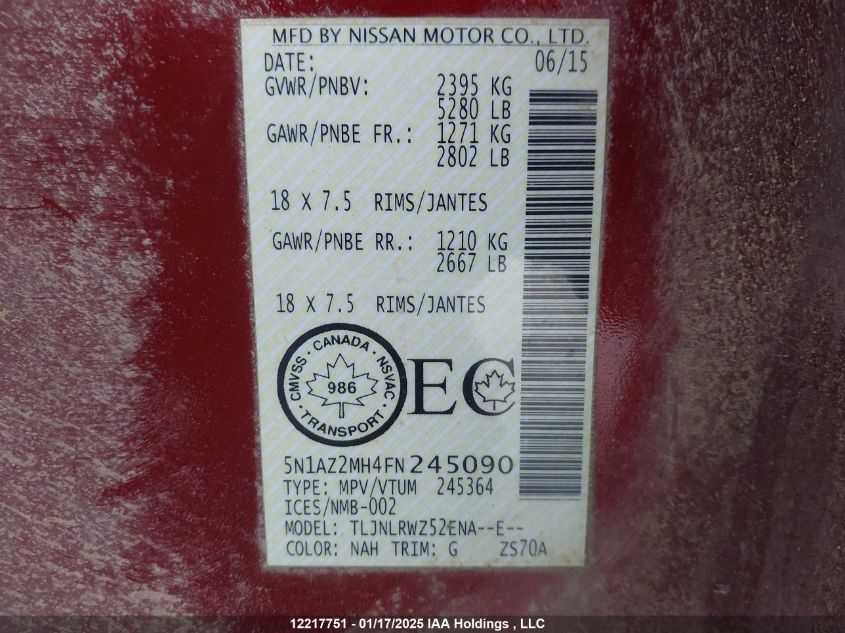 MFD BY NISSAN MOTOR CO., LTD.
DATE: 06/15
GVWR/PNBV: 2395 KG
5280 LB
GAWR/PNBE FR.: 1271 KG
2802 LB
18 X 7.5 RIMS/JANTES
GAWR/PNBE RR.: 1210 KG
2667 LB
18 X 7.5 RIMS/JANTES
CMVSS · CANADA · NSVAC · TRANSPORT ·
986
EC
5N1AZ2MH4FN245090
TYPE: MPV/VTUM 245364
ICES/NMB-002
MODEL: TLJNLRWZ52ENA--E--
COLOR: NAH TRIM: G ZS70A
12217751 - 01/17/2025 IAA Holdings , LLC